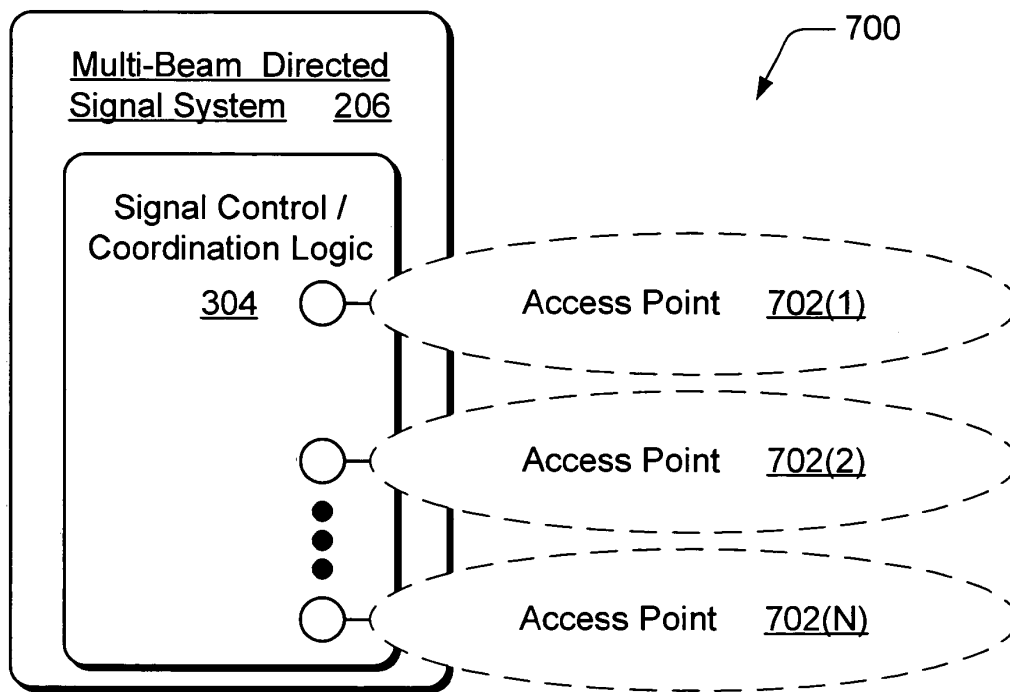 700
Multi-Beam Directed
Signal System 206
Signal Control /
Coordination Logic
304
Access Point 702(1)
Access Point 702(2)
Access Point 702(N)